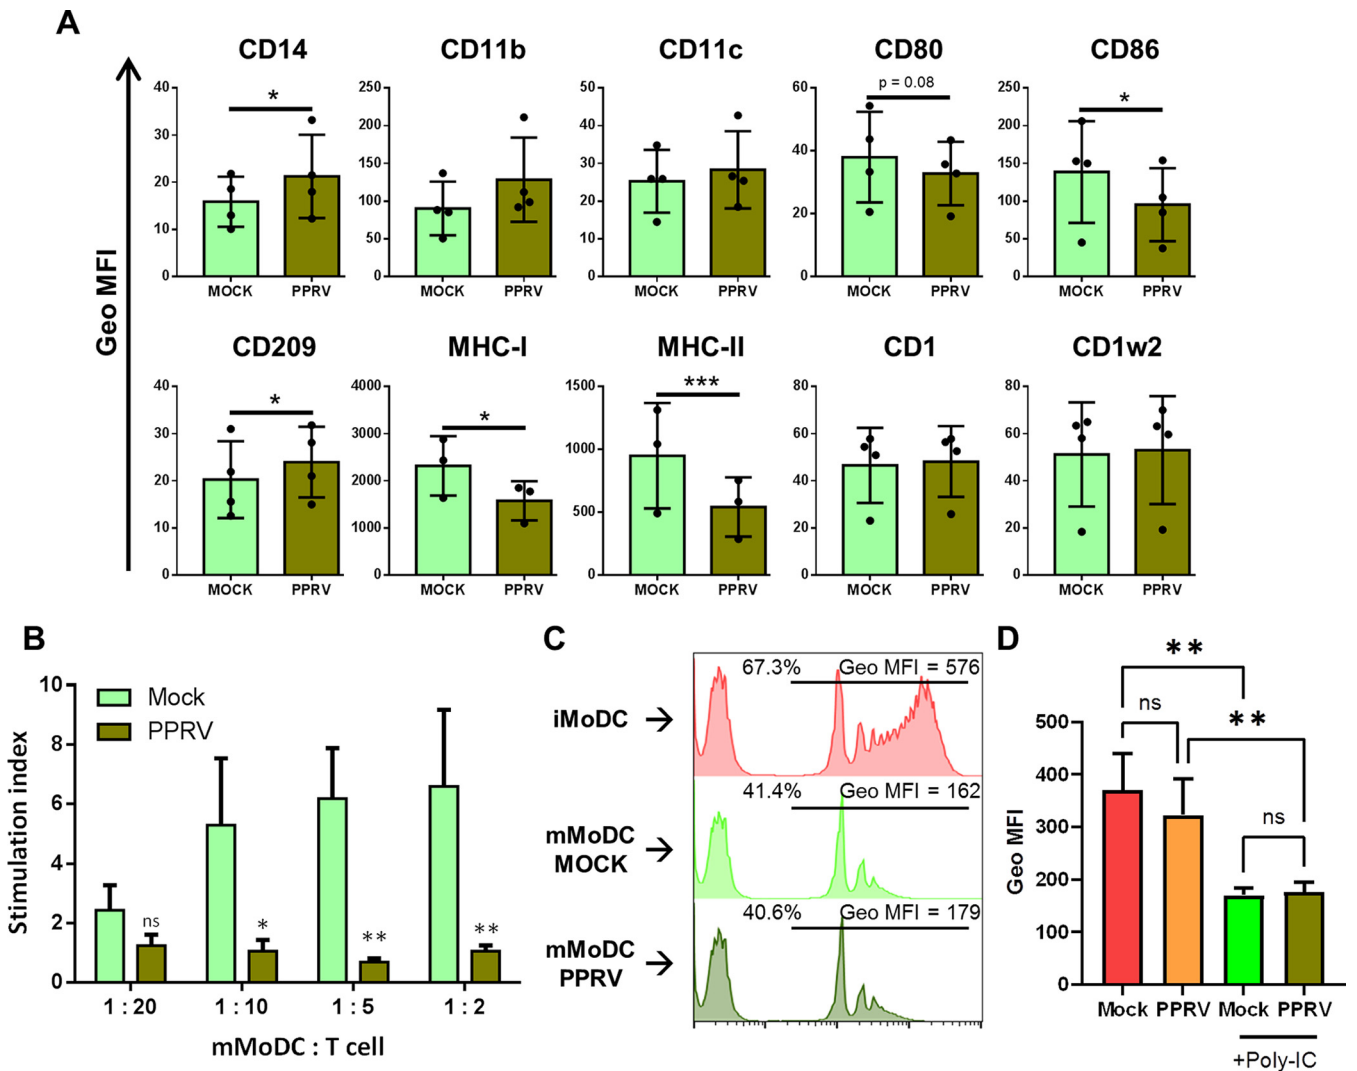 A
Geo MFI
CD14
40
30
20
10
0
*
MOCK PPRV
CD11b
250
200
150
100
50
0
MOCK PPRV
CD11c
50
40
30
20
10
0
MOCK PPRV
CD80
60
40
20
0
p = 0.08
MOCK PPRV
CD86
250
200
150
100
50
0
*
MOCK PPRV
CD209
40
30
20
10
0
*
MOCK PPRV
MHC-I
4000
3000
2000
1000
0
*
MOCK PPRV
MHC-II
1500
1000
500
0
***
MOCK PPRV
CD1
80
60
40
20
0
MOCK PPRV
CD1w2
80
60
40
20
0
MOCK PPRV
B
Stimulation index
10
8
6
4
2
0
Mock
PPRV
ns * ** **
1 : 20 1 : 10 1 : 5 1 : 2
mMoDC : T cell
C
iMoDC →
67.3% Geo MFI = 576
mMoDC
MOCK →
41.4% Geo MFI = 162
mMoDC
PPRV →
40.6% Geo MFI = 179
D
Geo MFI
500
400
300
200
100
0
**
ns
**
ns
Mock PPRV Mock PPRV
+Poly-IC